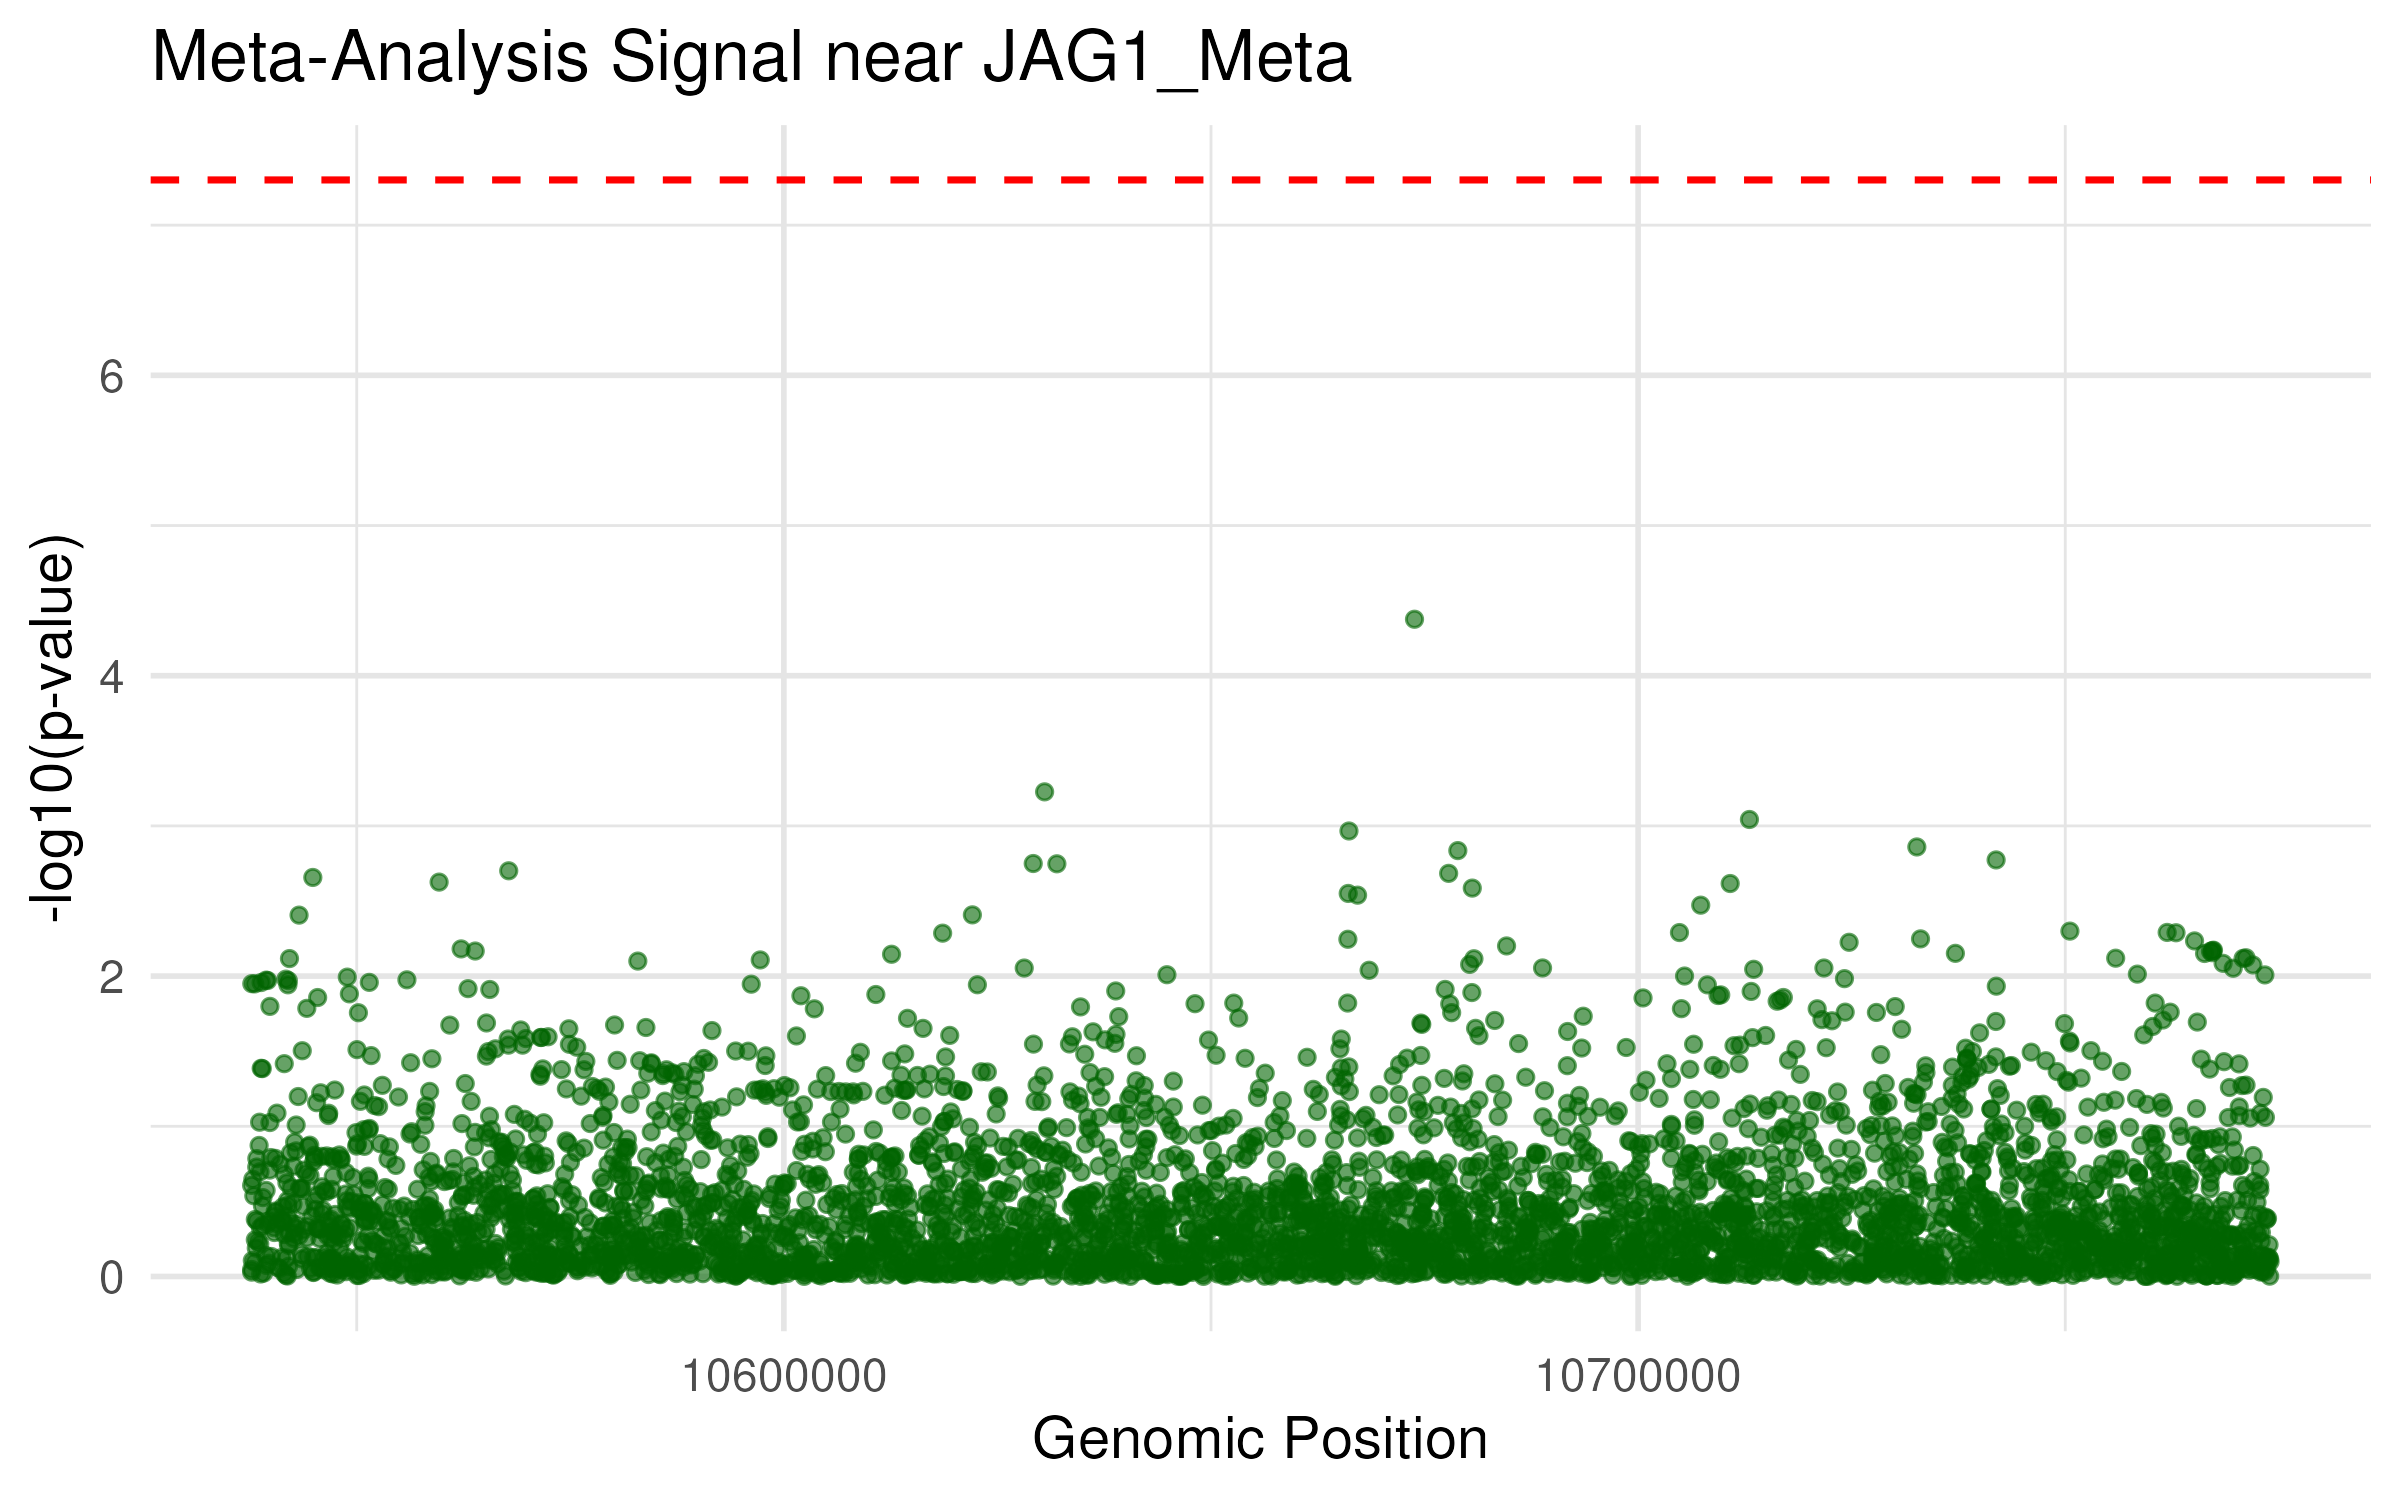 Meta-Analysis Signal near JAG1_Meta
-log10(p-value)
6
4
2
0
10600000 10700000
Genomic Position